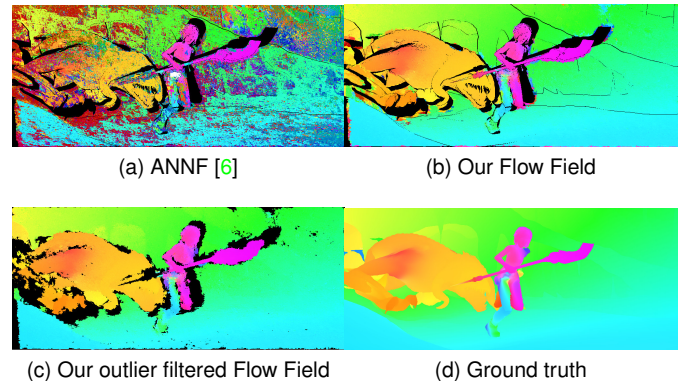 (a) ANNF [6]
(b) Our Flow Field
(c) Our outlier filtered Flow Field
(d) Ground truth